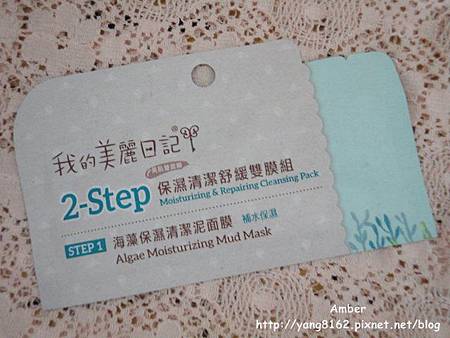 我的美麗日記®
2-Step 保濕清潔舒緩雙膜組
Moisturizing & Repairing Cleansing Pack
STEP 1 海藻保濕清潔泥面膜 補水保濕
Algae Moisturizing Mud Mask
Amber
http://yang8162.pixnet.net/blog